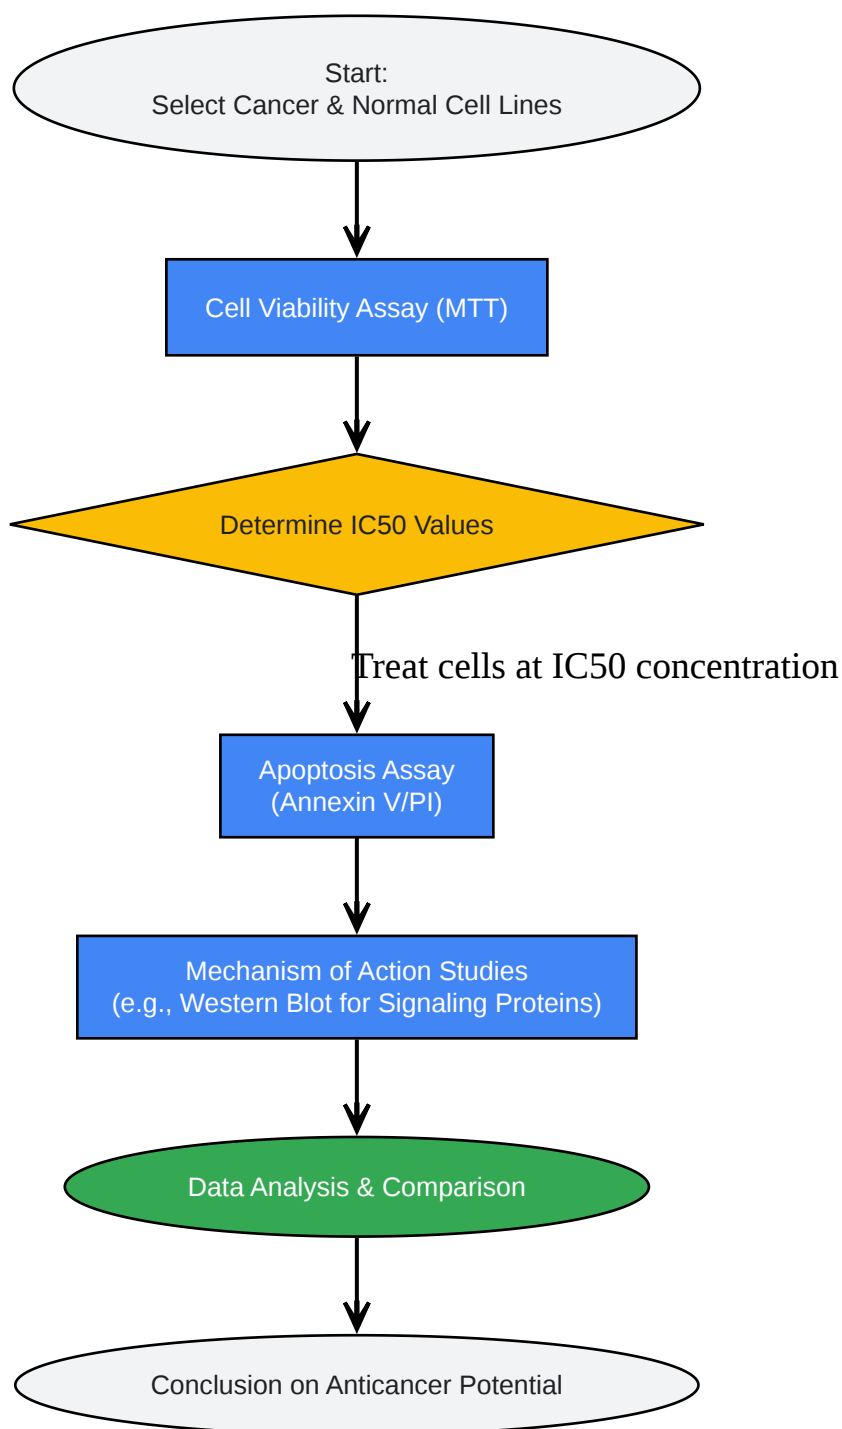 Start:
Select Cancer & Normal Cell Lines
Cell Viability Assay (MTT)
Determine IC50 Values
Treat cells at IC50 concentration
Apoptosis Assay
(Annexin V/PI)
Mechanism of Action Studies
(e.g., Western Blot for Signaling Proteins)
Data Analysis & Comparison
Conclusion on Anticancer Potential